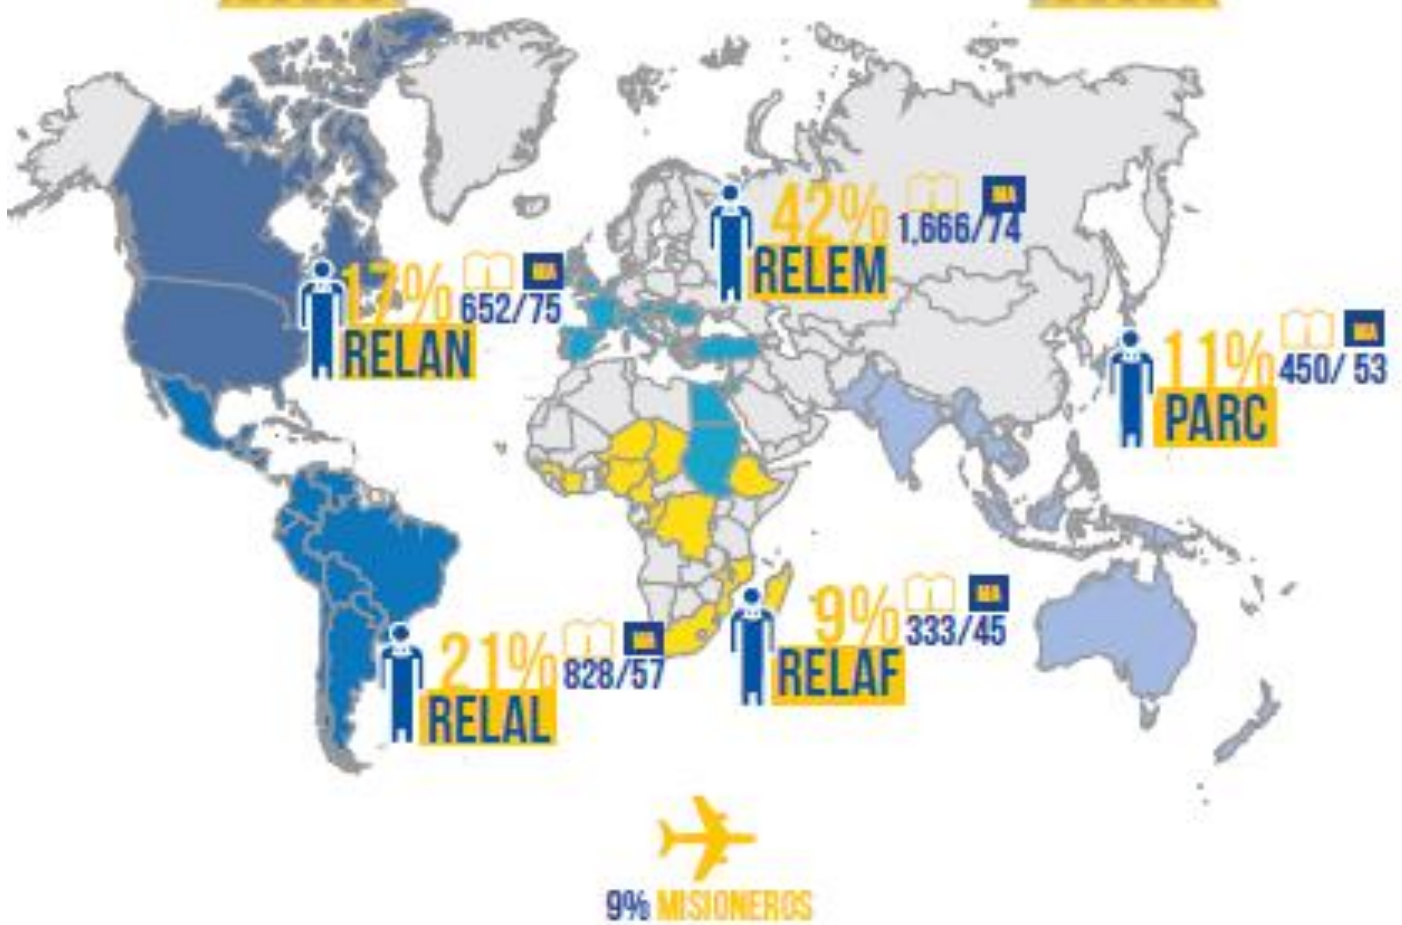 42%
1,666/74
RELEM
17%
652/75
RELAN
11%
450/ 53
PARC
9%
333/45
RELAF
21%
828/57
RELAL
9% MISIONEROS